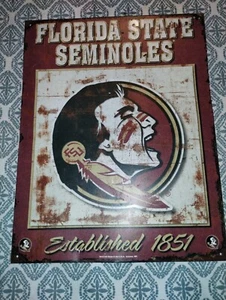 FLORIDA STATE
SEMINOLES
Established 1851